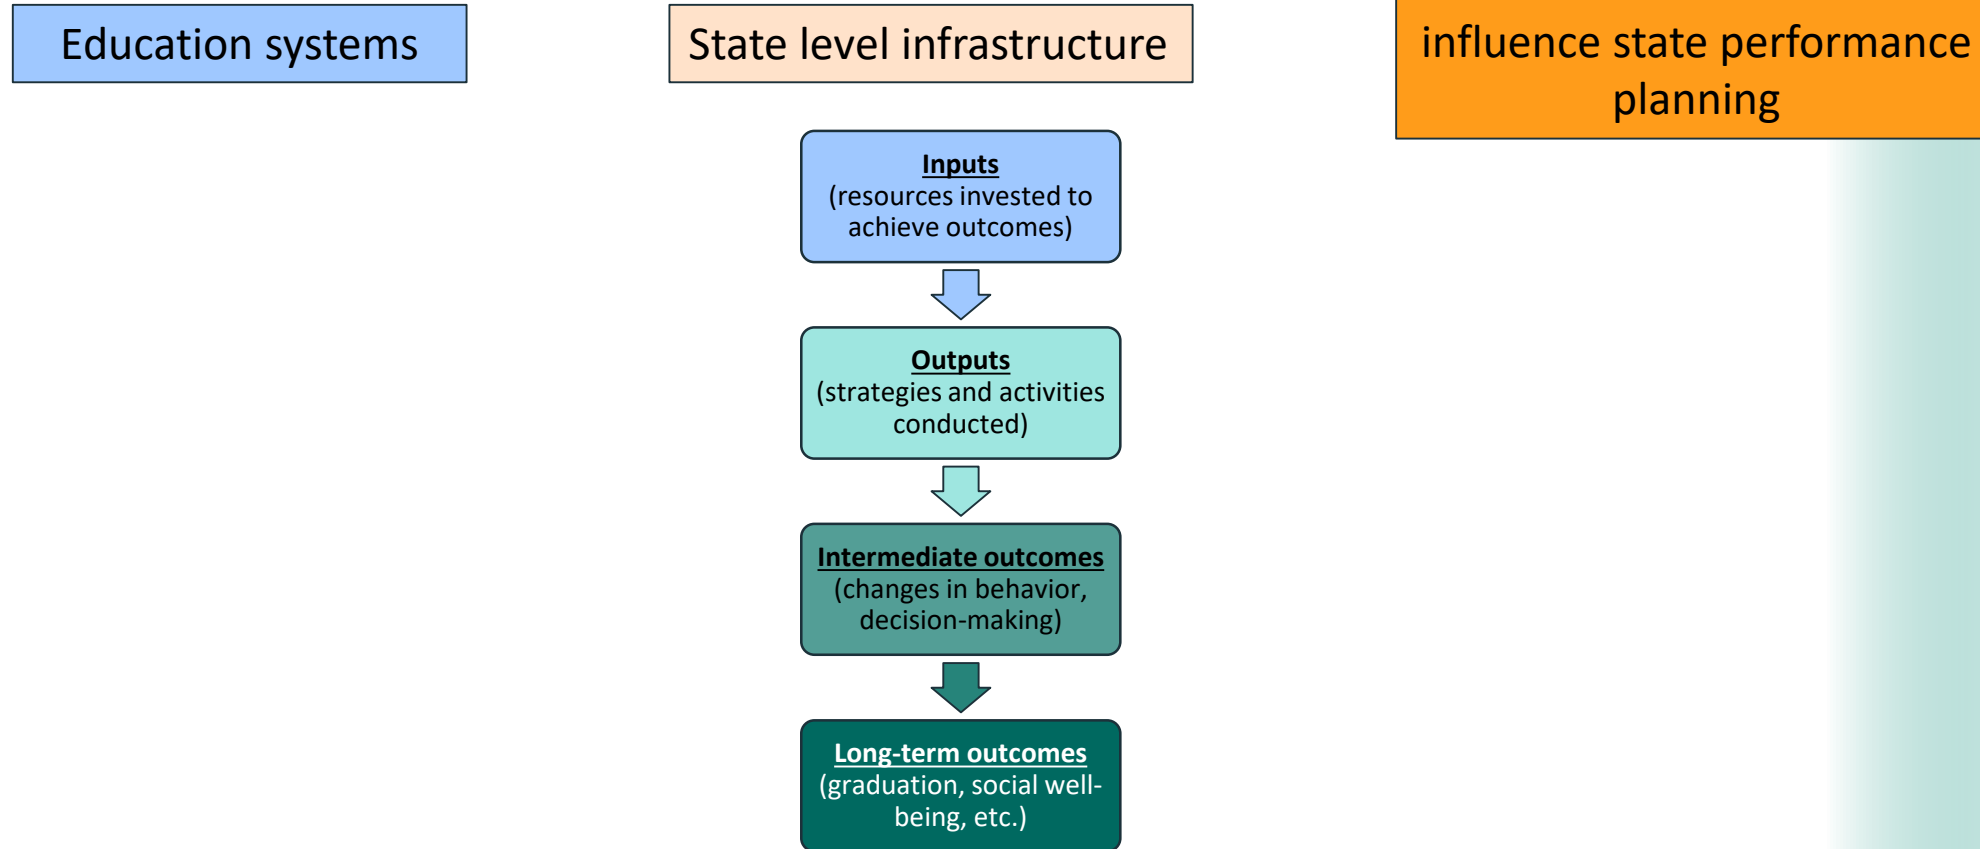 Education systems
State level infrastructure
influence state performance
planning
Inputs
(resources invested to
achieve outcomes)
Outputs
(strategies and activities
conducted)
Intermediate outcomes
(changes in behavior,
decision-making)
Long-term outcomes
(graduation, social well-
being, etc.)